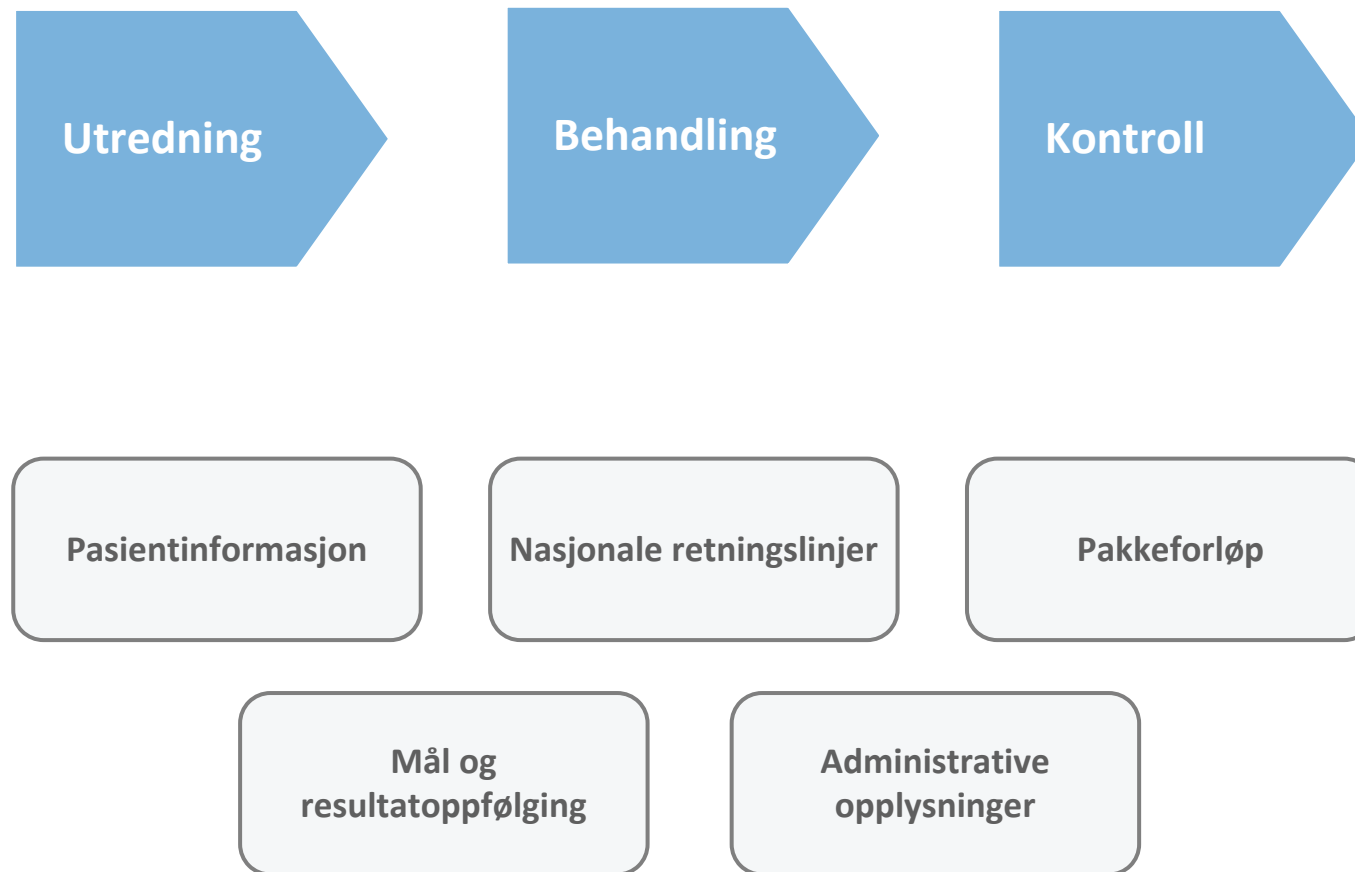 Utredning
Behandling
Kontroll
Pasientinformasjon
Nasjonale retningslinjer
Pakkeforløp
Mål og
resultatoppfølging
Administrative
opplysninger